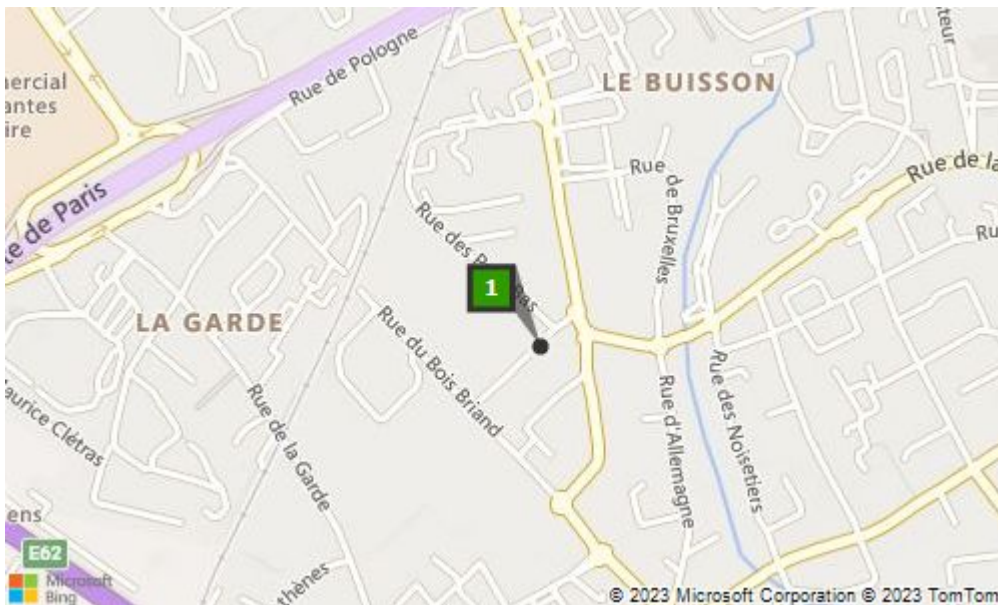 Rue de Pologne
LE BUISSON
mercial
antes
ire
ateur
Rue
de Bruxelles
Rue de la
te de Paris
Rue des P
Bas
Ru
1
LA GARDE
Rue du Bois Briand
Rue de la Garde
Rue d'Allemagne
Rue des Noisetiers
aurice Clétras
ens
E62
thènes
Microsoft
Bing
© 2023 Microsoft Corporation © 2023 TomTom